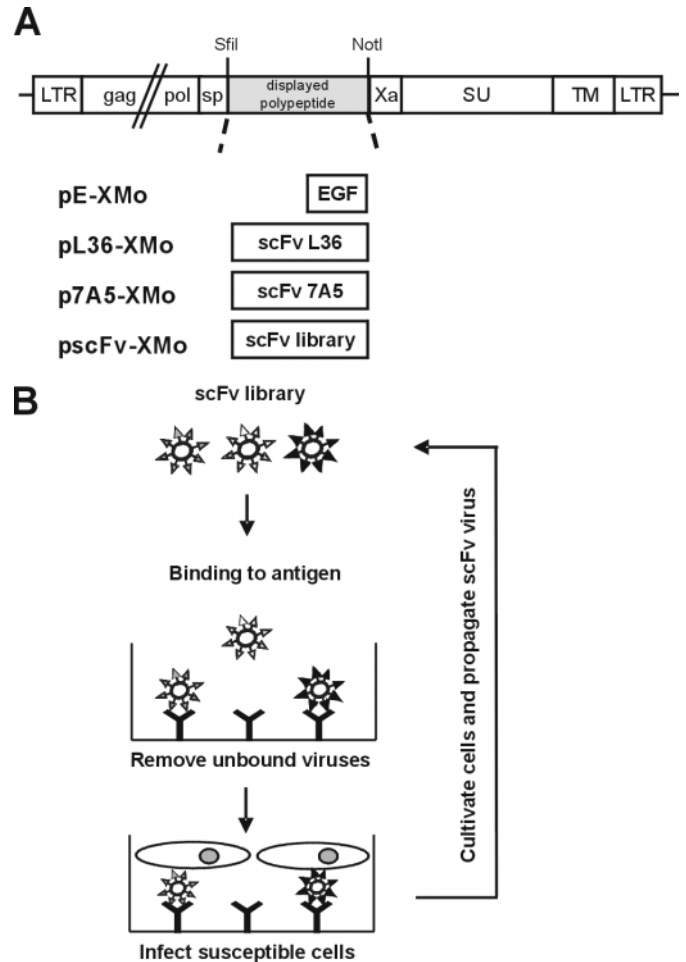 A
SfiI NotI
LTR gag pol sp displayed polypeptide Xa SU TM LTR
pE-XMo EGF
pL36-XMo scFv L36
p7A5-XMo scFv 7A5
pscFv-XMo scFv library
B
scFv library
Binding to antigen
Remove unbound viruses
Infect susceptible cells
Cultivate cells and propagate scFv virus